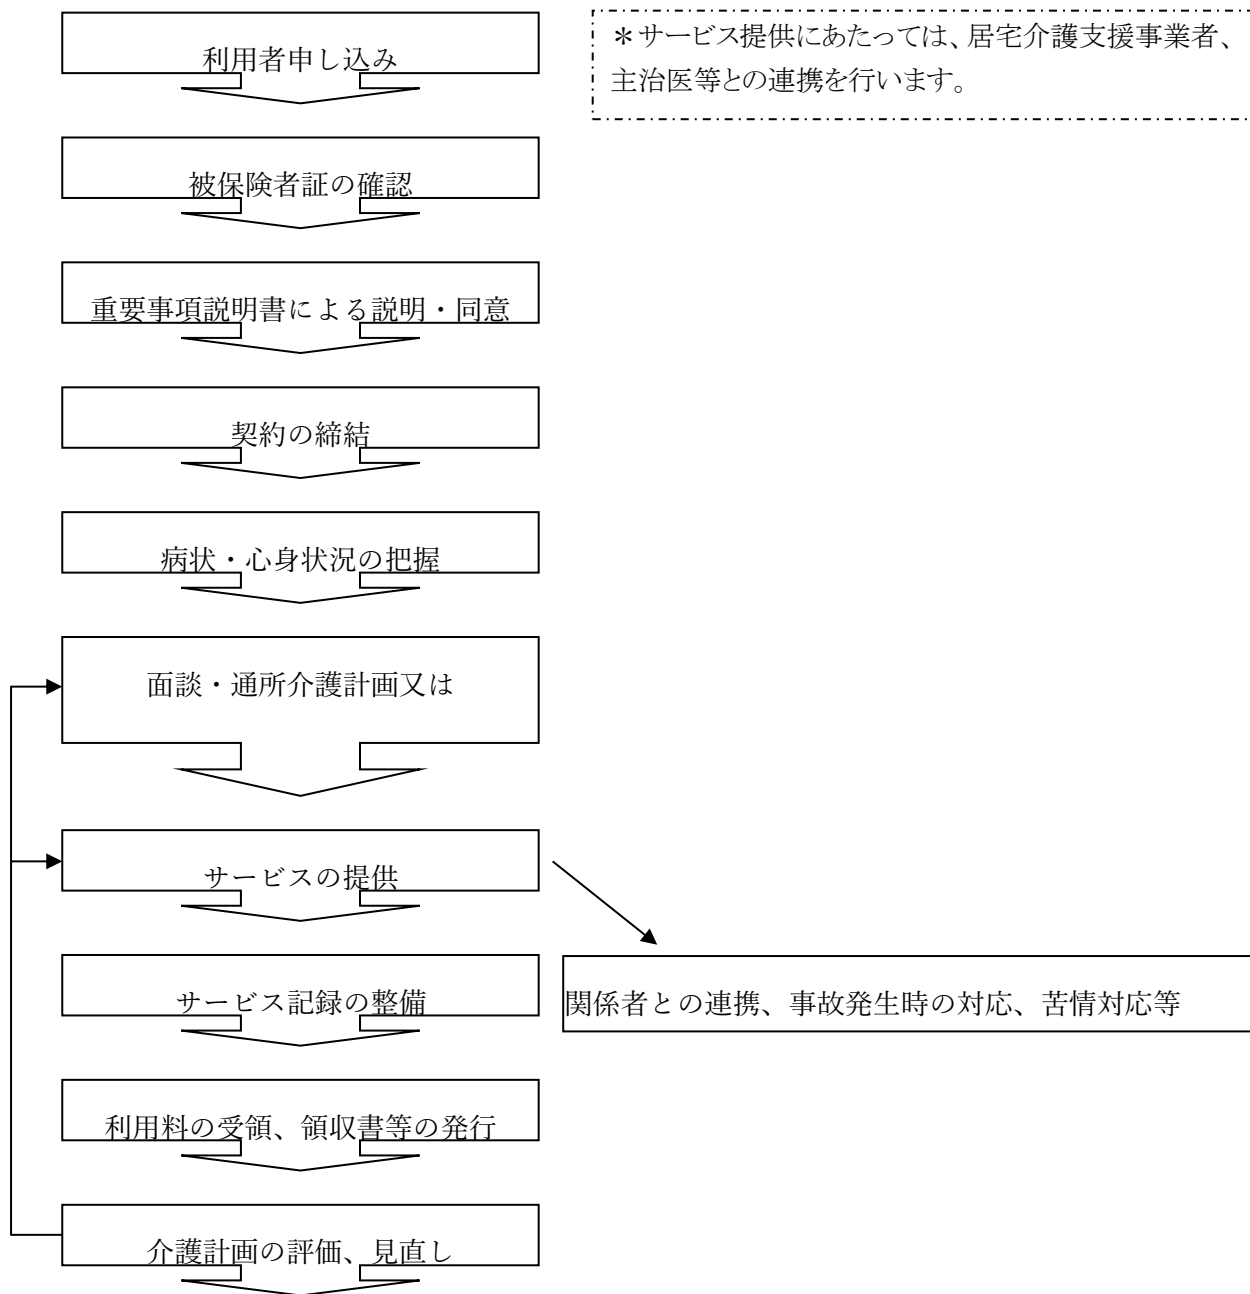 利用者申し込み
＊サービス提供にあたっては、居宅介護支援事業者、
主治医等との連携を行います。
被保険者証の確認
重要事項説明書による説明・同意
契約の締結
病状・心身状況の把握
面談・通所介護計画又は
サービスの提供
サービス記録の整備
関係者との連携、事故発生時の対応、苦情対応等
利用料の受領、領収書等の発行
介護計画の評価、見直し